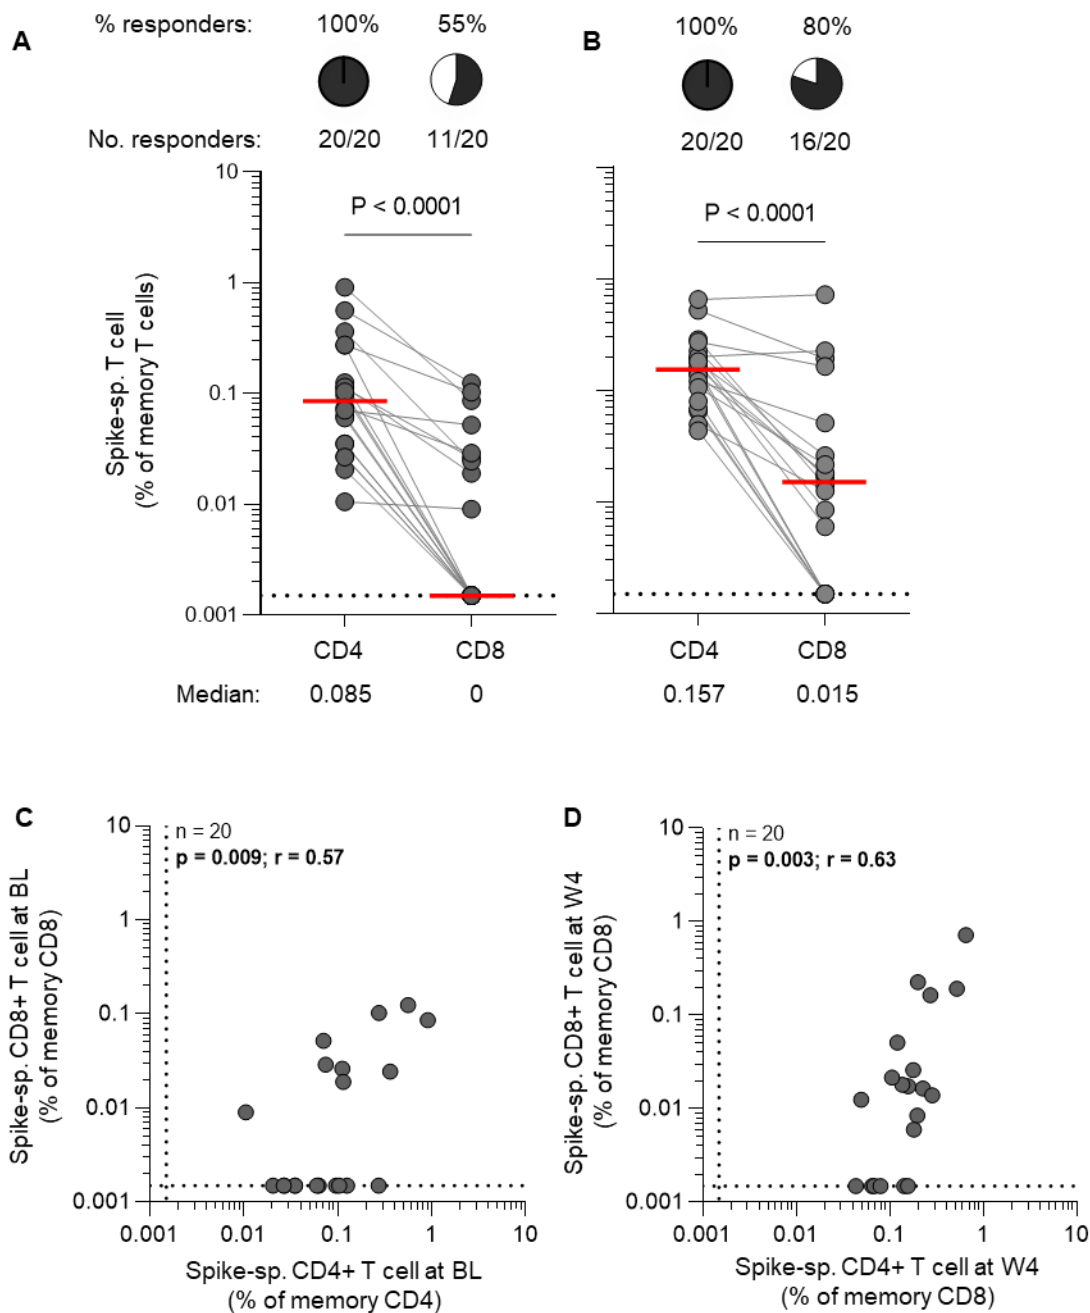 A
% responders: 100% 55%
No. responders: 20/20 11/20
P < 0.0001
Spike-sp. T cell
(% of memory T cells)
10
1
0.1
0.01
0.001
CD4 CD8
Median: 0.085 0
B
100% 80%
20/20 16/20
P < 0.0001
CD4 CD8
0.157 0.015
C
n = 20
p = 0.009; r = 0.57
Spike-sp. CD8+ T cell at BL
(% of memory CD8)
10
1
0.1
0.01
0.001
0.001 0.01 0.1 1 10
Spike-sp. CD4+ T cell at BL
(% of memory CD4)
D
n = 20
p = 0.003; r = 0.63
Spike-sp. CD8+ T cell at W4
(% of memory CD8)
10
1
0.1
0.01
0.001
0.001 0.01 0.1 1 10
Spike-sp. CD4+ T cell at W4
(% of memory CD8)